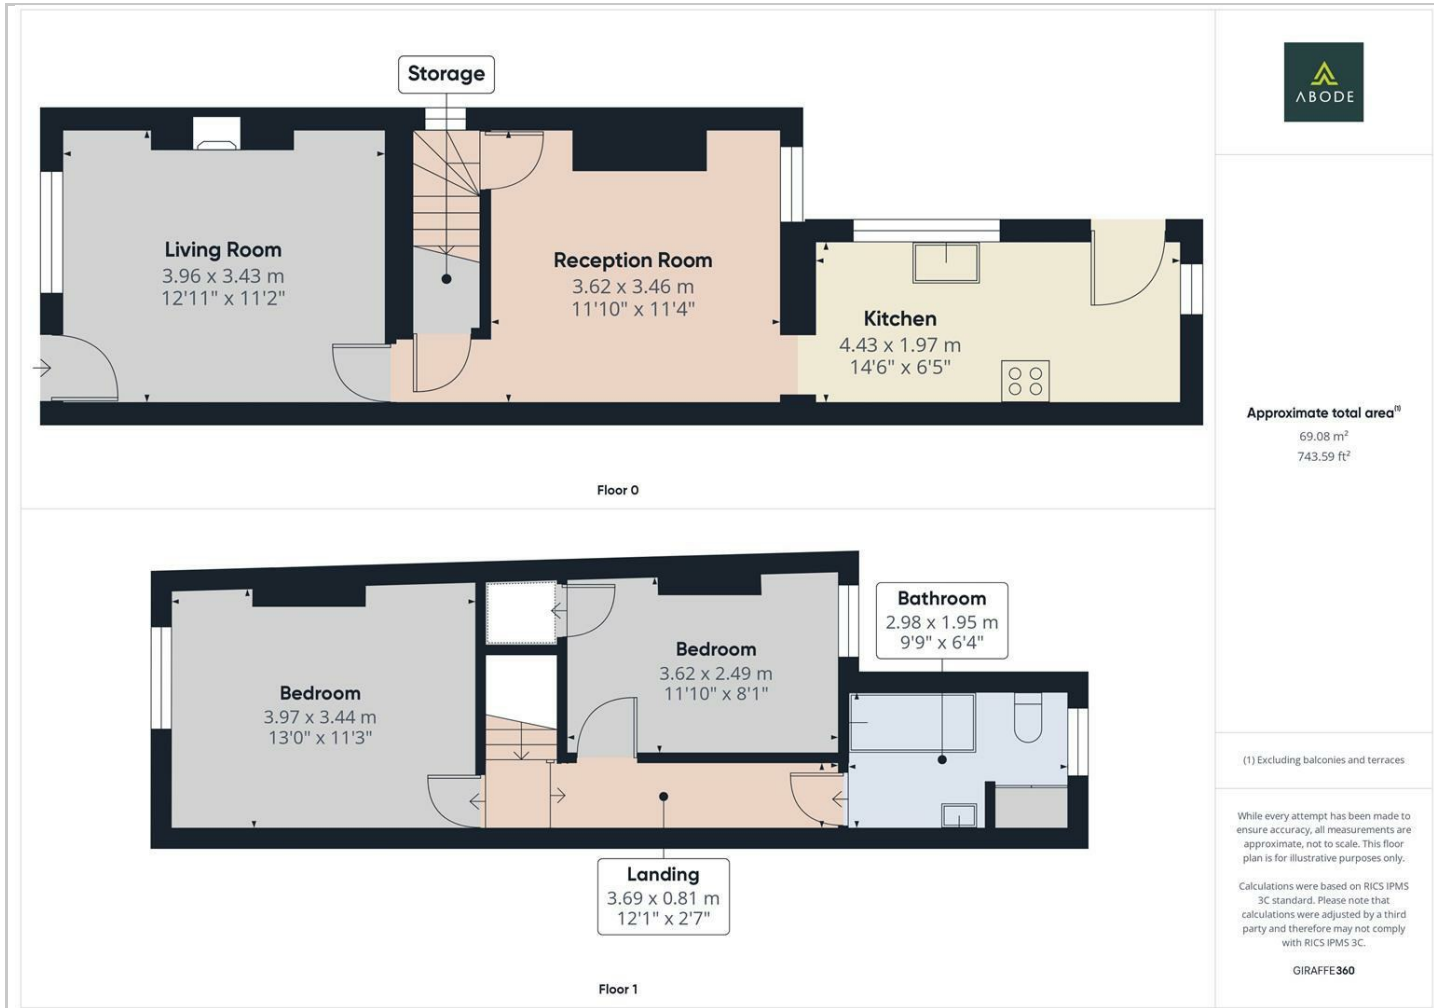 Storage
Living Room
3.96 x 3.43 m
12'11" x 11'2"
Reception Room
3.62 x 3.46 m
11'10" x 11'4"
Kitchen
4.43 x 1.97 m
14'6" x 6'5"
Floor 0
Bedroom
3.97 x 3.44 m
13'0" x 11'3"
Bedroom
3.62 x 2.49 m
11'10" x 8'1"
Bathroom
2.98 x 1.95 m
9'9" x 6'4"
Landing
3.69 x 0.81 m
12'1" x 2'7"
Floor 1
ABODE
Approximate total area⁽¹⁾
69.08 m²
743.59 ft²
(1) Excluding balconies and terraces
While every attempt has been made to
ensure accuracy, all measurements are
approximate, not to scale. This floor
plan is for illustrative purposes only.
Calculations were based on RICS IPMS
3C standard. Please note that
calculations were adjusted by a third
party and therefore may not comply
with RICS IPMS 3C.
GIRAFFE360